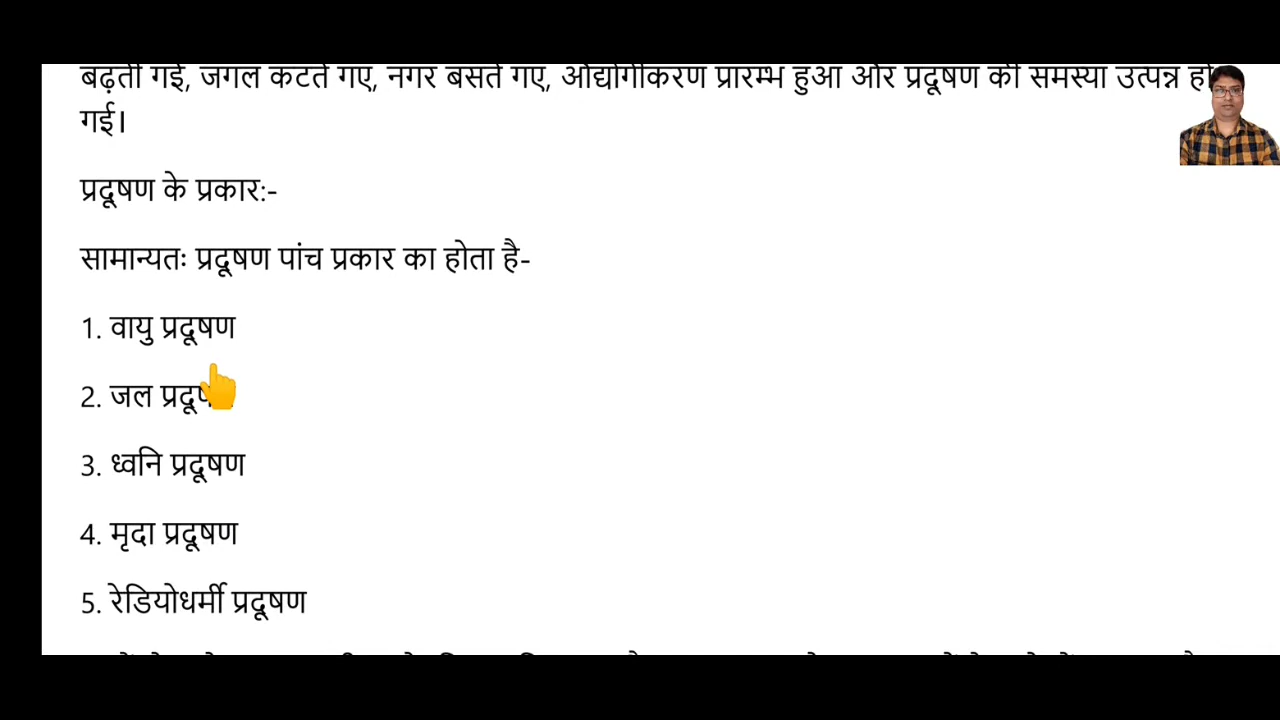 बढ़ती गई, जंगल कटते गए, नगर बसते गए, औद्योगीकरण प्रारम्भ हुआ और प्रदूषण की समस्या उत्पन्न हो
गई।
प्रदूषण के प्रकार:-
सामान्यतः प्रदूषण पांच प्रकार का होता है-
1. वायु प्रदूषण
2. जल
3. ध्वनि प्रदूषण
4. मृदा प्रदूषण
5. रेडियोधर्मी प्रदूषण